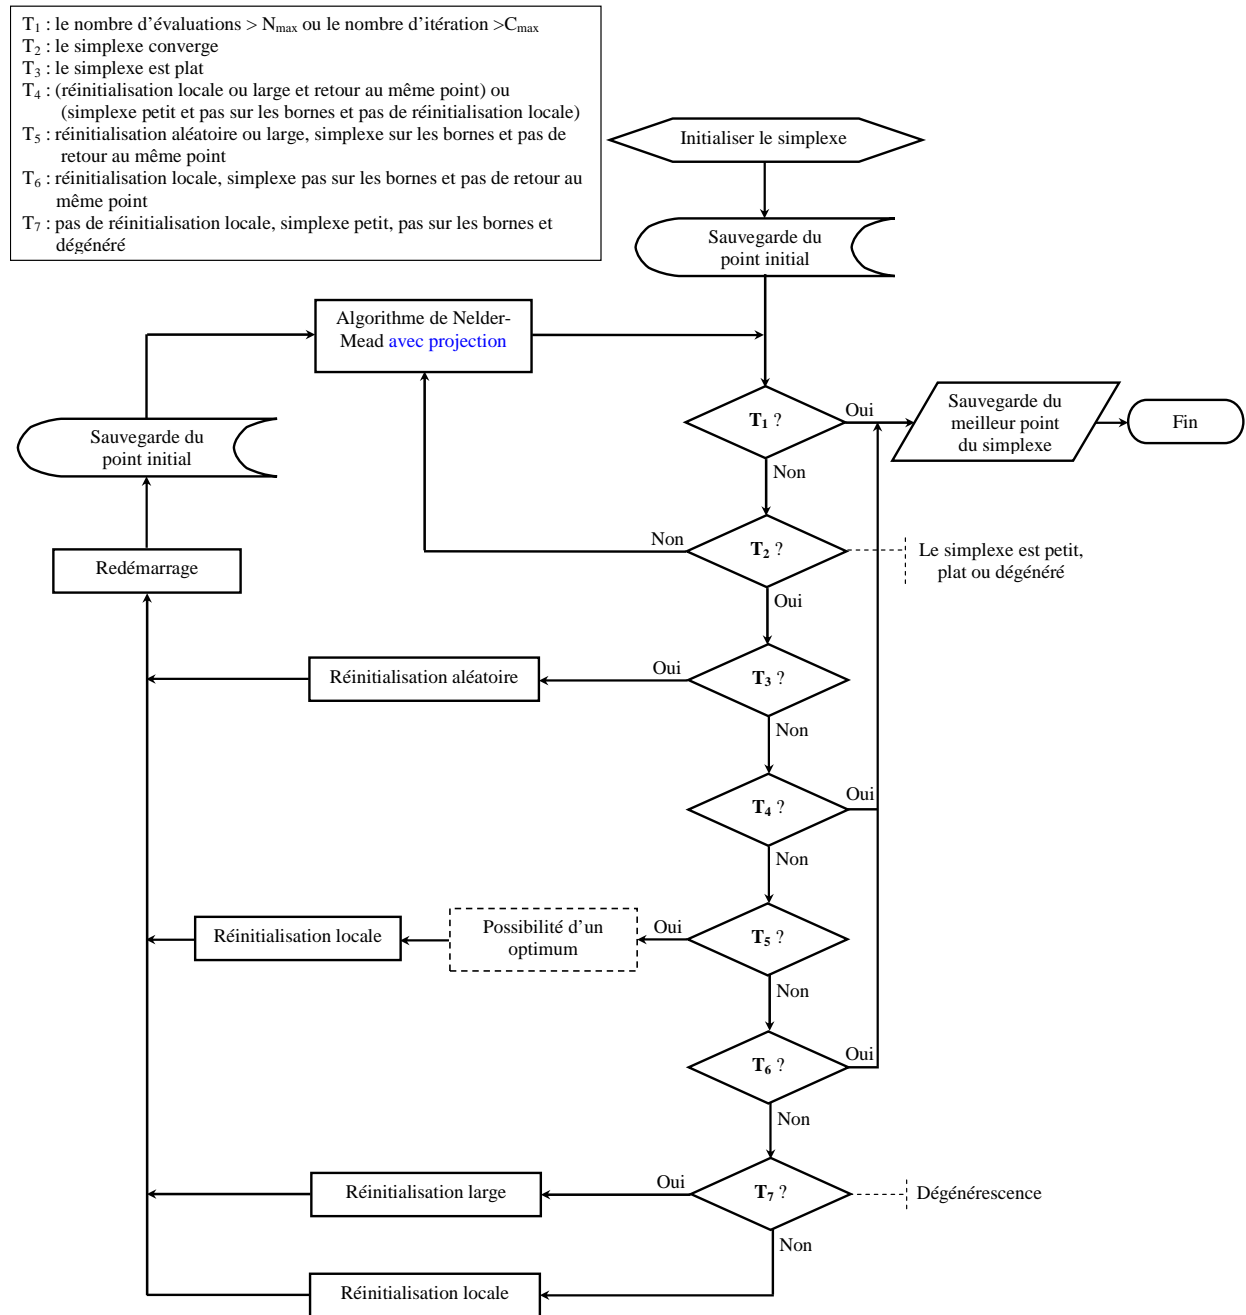 T₁ : le nombre d'évaluations > Nmax ou le nombre d'itération >Cmax
T₂ : le simplexe converge
T₃ : le simplexe est plat
T₄ : (réinitialisation locale ou large et retour au même point) ou
(simplexe petit et pas sur les bornes et pas de réinitialisation locale)
T₅ : réinitialisation aléatoire ou large, simplexe sur les bornes et pas de
retour au même point
T₆ : réinitialisation locale, simplexe pas sur les bornes et pas de retour au
même point
T₇ : pas de réinitialisation locale, simplexe petit, pas sur les bornes et
dégénéré
Initialiser le simplexe
Sauvegarde du
point initial
Algorithme de Nelder-
Mead avec projection
T₁ ?
Oui
Sauvegarde du
meilleur point
du simplexe
Fin
Sauvegarde du
point initial
Non
Non
T₂ ?
Le simplexe est petit,
plat ou dégénéré
Redémarrage
Oui
Réinitialisation aléatoire
Oui
T₃ ?
Non
T₄ ?
Oui
Non
Réinitialisation locale
Possibilité d'un
optimum
Oui
T₅ ?
Non
T₆ ?
Oui
Non
Réinitialisation large
Oui
T₇ ?
Dégénérescence
Non
Réinitialisation locale